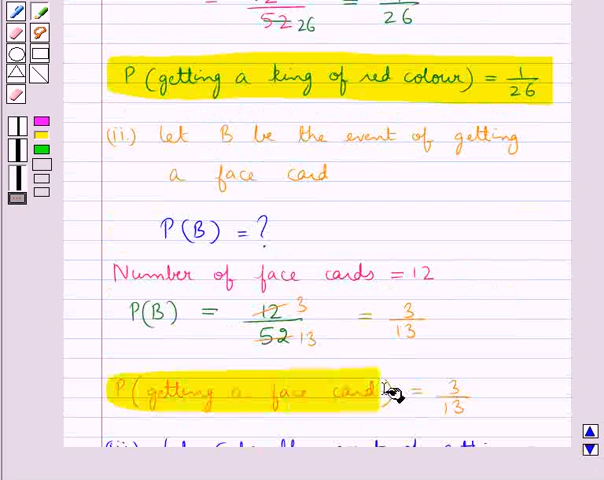 52 26 26
P (getting a king of red colour) = 1/26
(ii.) Let B be the event of getting
a face card
P(B) = ?
Number of face cards = 12
P(B) = 12 3 / 52 13 = 3/13
P(getting a face card) = 3/13